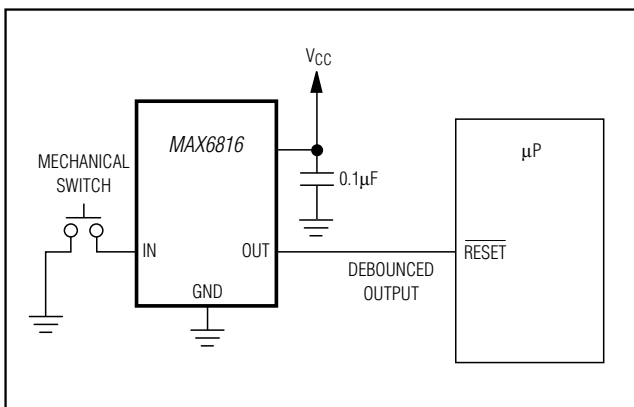 VCC
MAX6816
μP
MECHANICAL
SWITCH
0.1μF
IN
OUT
RESET
DEBOUNCED
OUTPUT
GND